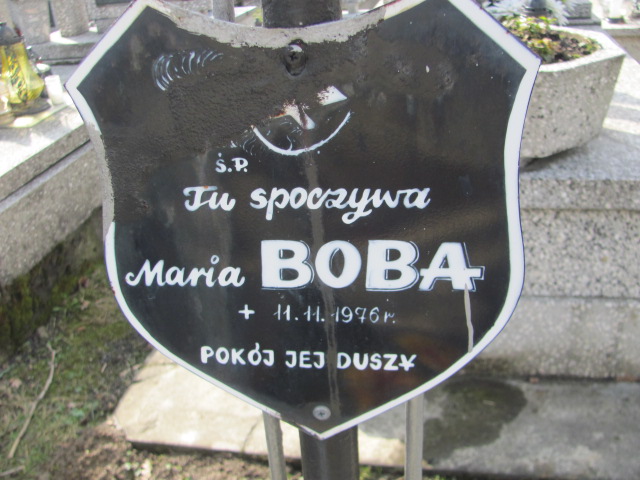 Ś.P.
Tu spoczywa
Maria BOBA
+ 11.11.1976 r.
POKÓJ JEJ DUSZY